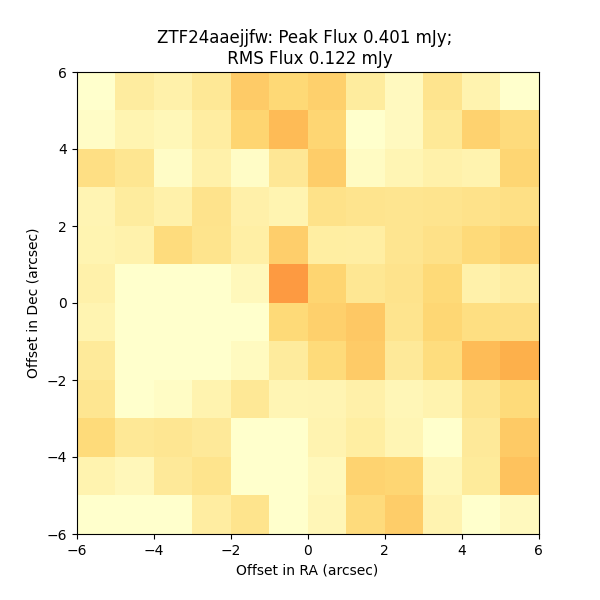 ZTF24aaejjfw: Peak Flux 0.401 mJy;
RMS Flux 0.122 mJy
6
4
2
0
−2
−4
−6
Offset in Dec (arcsec)
−6 −4 −2 0 2 4 6
Offset in RA (arcsec)